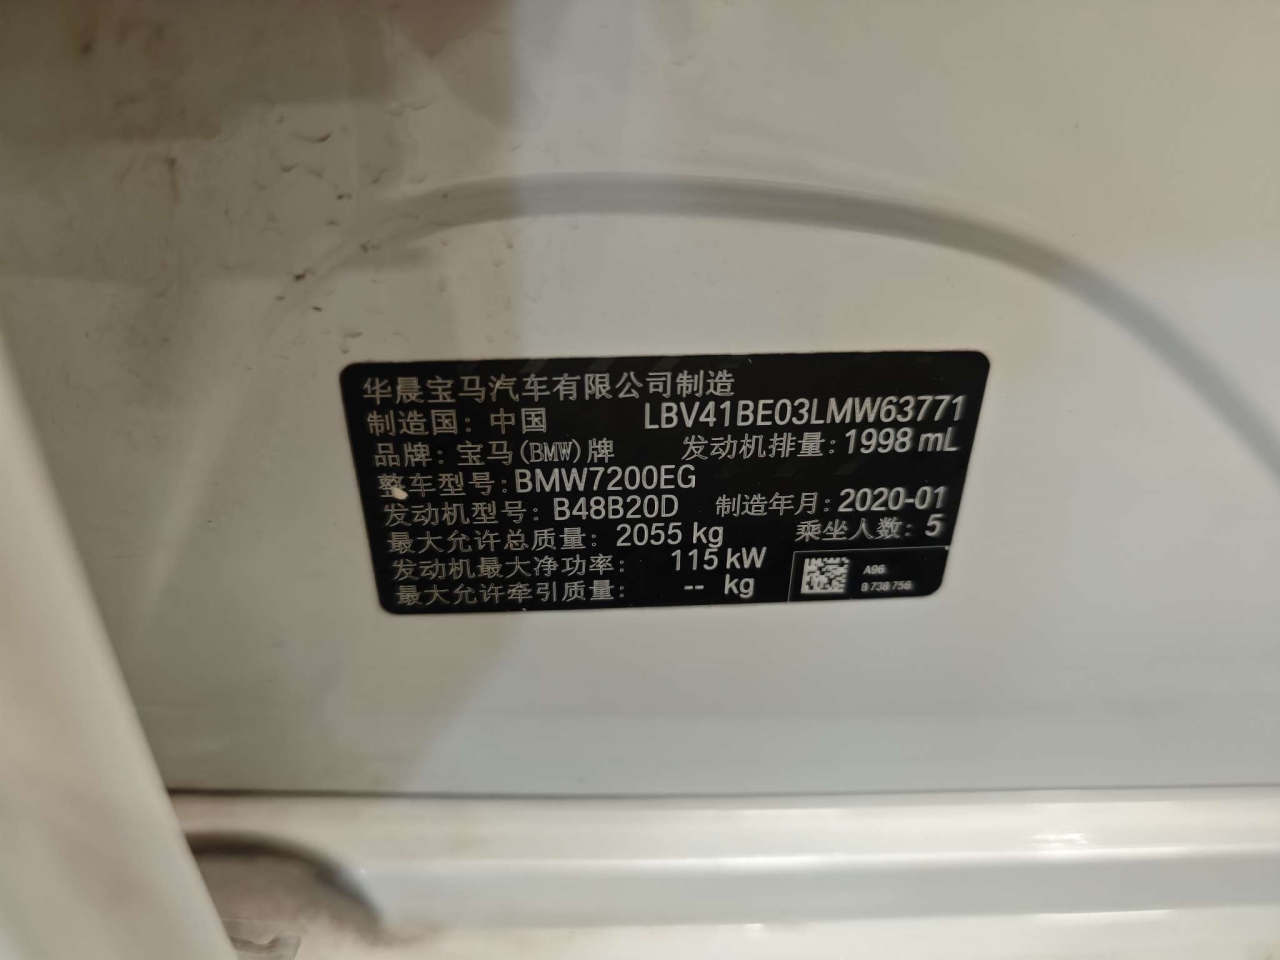 华晨宝马汽车有限公司制造
制造国：中国 LBV41BE03LMW63771
品牌：宝马(BMW)牌 发动机排量：1998 mL
整车型号：BMW7200EG
发动机型号：B48B20D 制造年月：2020-01
最大允许总质量：2055 kg 乘坐人数：5
发动机最大净功率：115 kW
最大允许牵引质量：-- kg
A96
8 738 756